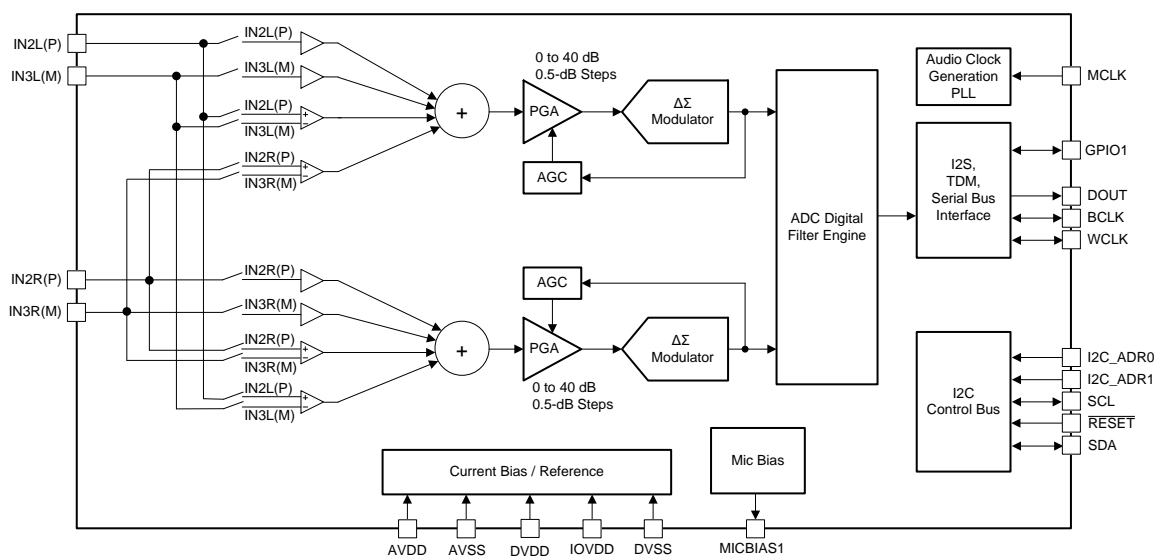 IN2L(P)
IN3L(M)
IN2L(P)
IN3L(M)
IN2L(P)
IN3L(M)
IN2R(P)
IN3R(M)
+
−
+
−
+
0 to 40 dB
0.5-dB Steps
PGA
AGC
ΔΣ
Modulator
ADC Digital
Filter Engine
Audio Clock
Generation
PLL
MCLK
I2S,
TDM,
Serial Bus
Interface
GPIO1
DOUT
BCLK
WCLK
IN2R(P)
IN3R(M)
IN2R(P)
IN3R(M)
IN2R(P)
IN3R(M)
IN2L(P)
IN3L(M)
+
−
+
−
+
AGC
PGA
0 to 40 dB
0.5-dB Steps
ΔΣ
Modulator
I2C
Control Bus
I2C_ADR0
I2C_ADR1
SCL
RESET
SDA
Current Bias / Reference
Mic Bias
AVDD
AVSS
DVDD
IOVDD
DVSS
MICBIAS1